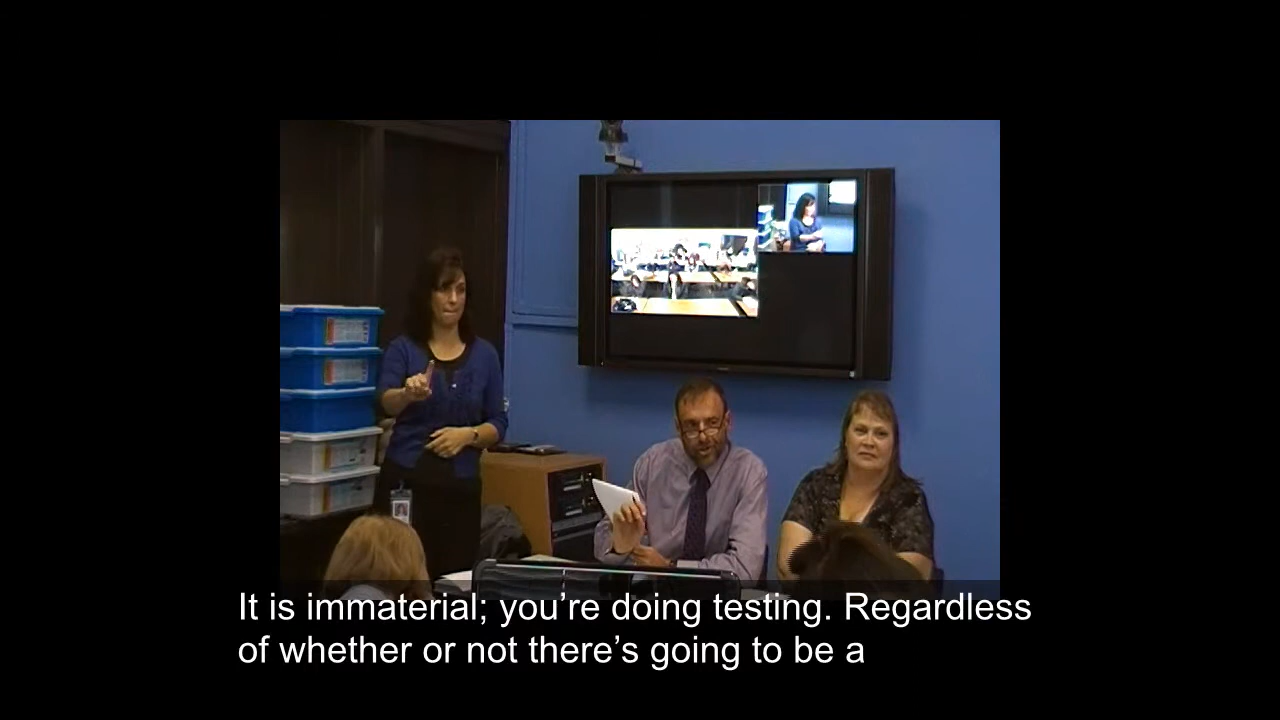 It is immaterial; you’re doing testing. Regardless
of whether or not there’s going to be a